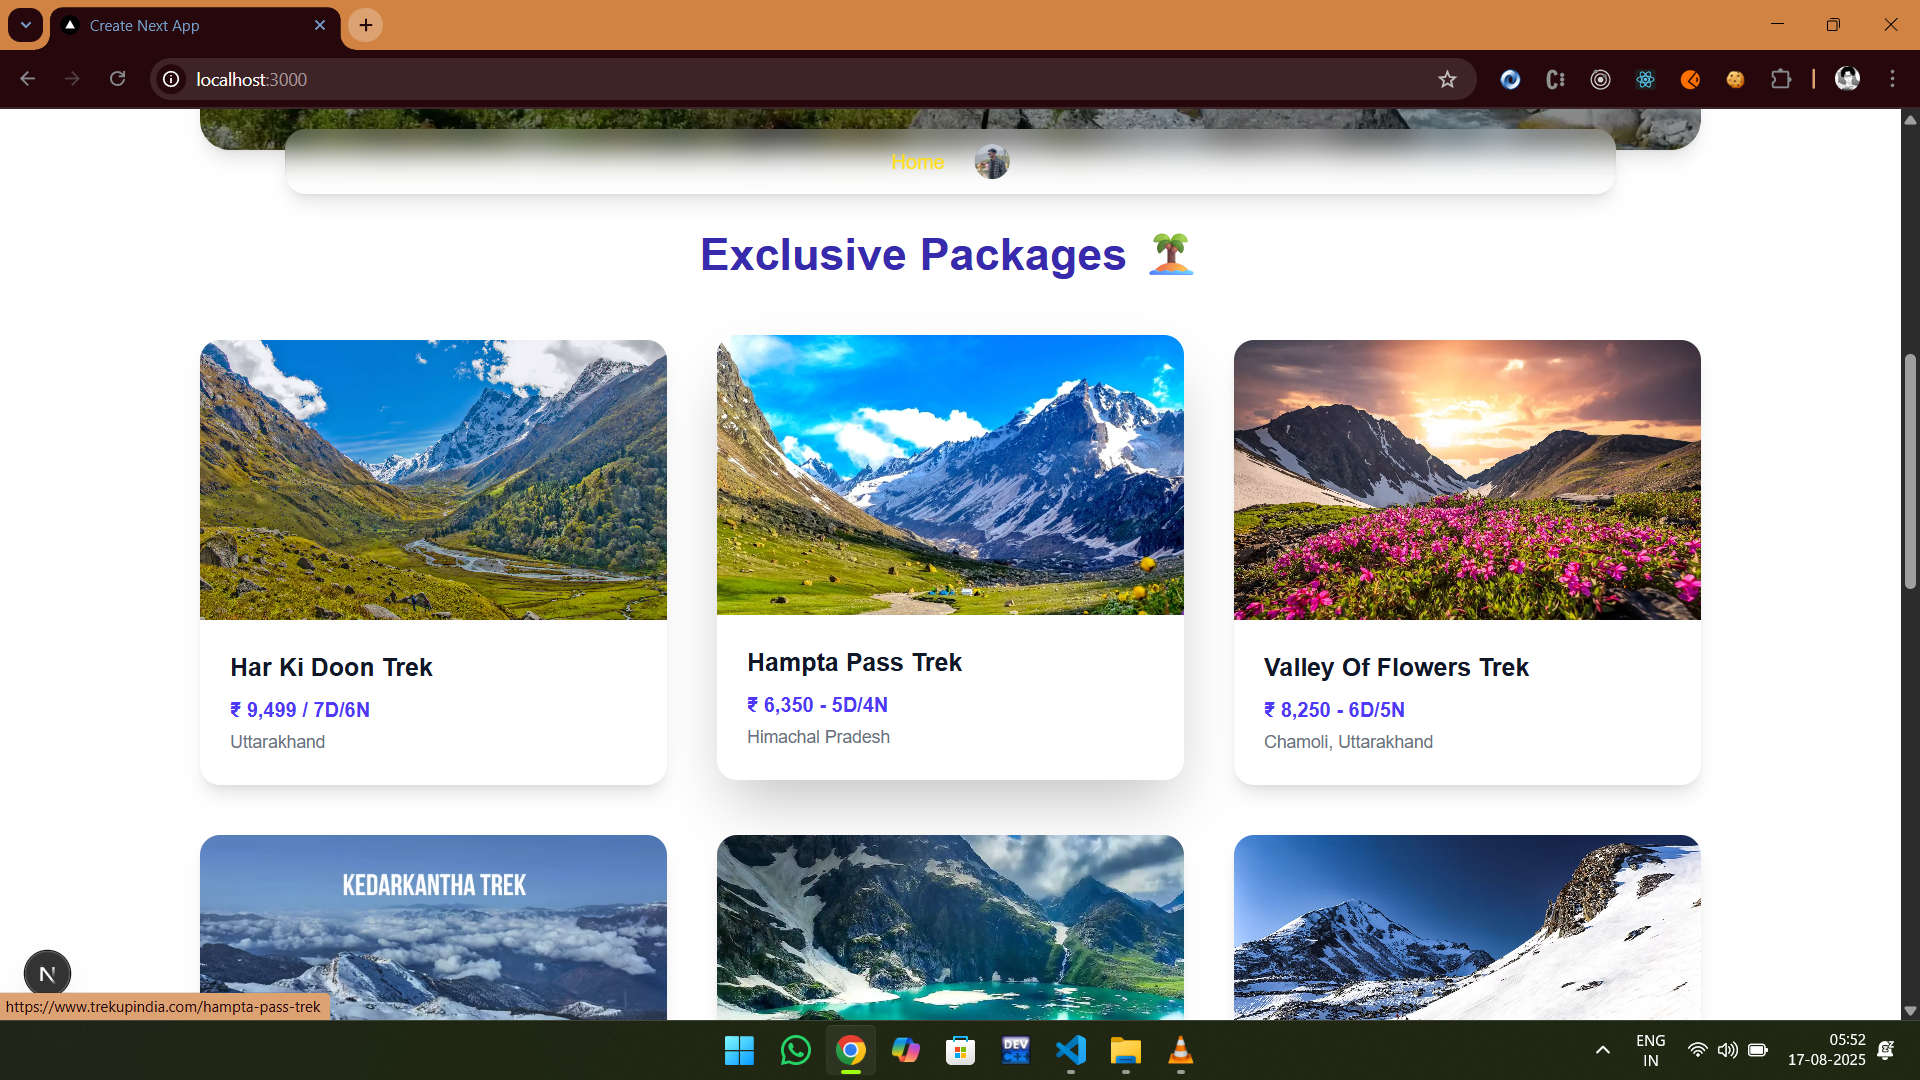 Create Next App
localhost:3000
Home
Exclusive Packages
Har Ki Doon Trek
₹ 9,499 / 7D/6N
Uttarakhand
Hampta Pass Trek
₹ 6,350 - 5D/4N
Himachal Pradesh
Valley Of Flowers Trek
₹ 8,250 - 6D/5N
Chamoli, Uttarakhand
KEDARKANTHA TREK
N
https://www.trekupindia.com/hampta-pass-trek
DEV
C++
ENG
IN
05:52
17-08-2025